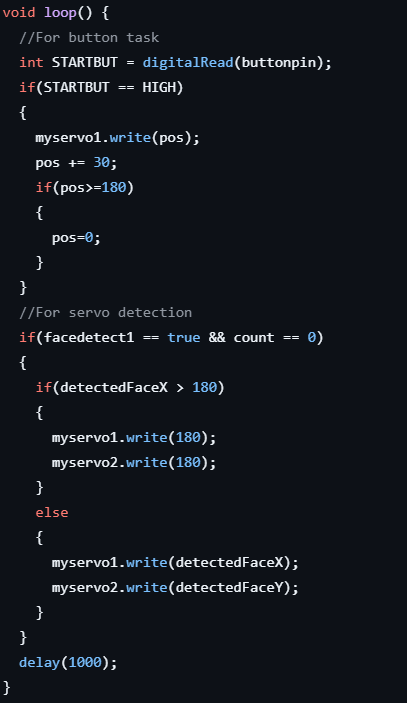 void loop() {
  //For button task
  int STARTBUT = digitalRead(buttonpin);
  if(STARTBUT == HIGH)
  {
    myservo1.write(pos);
    pos += 30;
    if(pos>=180)
    {
      pos=0;
    }
  }
  //For servo detection
  if(facedetect1 == true && count == 0)
  {
    if(detectedFaceX > 180)
    {
      myservo1.write(180);
      myservo2.write(180);
    }
    else
    {
      myservo1.write(detectedFaceX);
      myservo2.write(detectedFaceY);
    }
  }
  delay(1000);
}